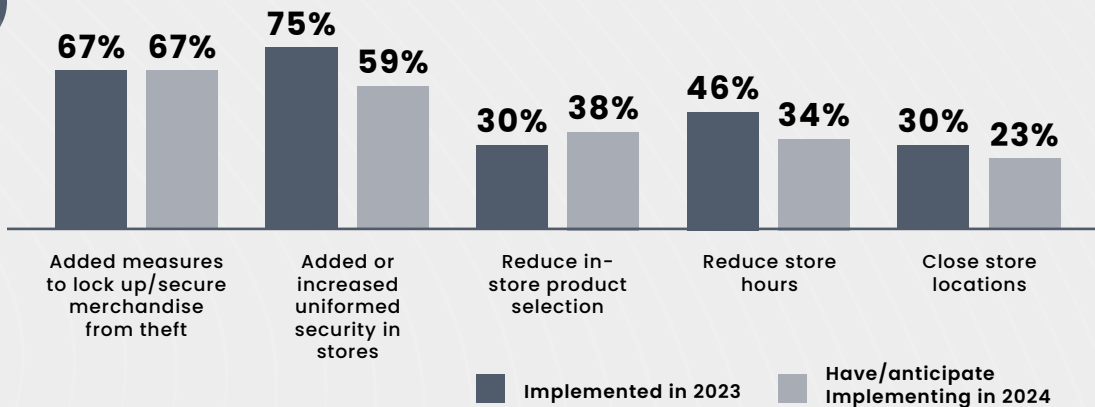 67%
67%
75%
59%
30%
38%
46%
34%
30%
23%
Added measures
to lock up/secure
merchandise
from theft
Added or
increased
uniformed
security in
stores
Reduce in-
store product
selection
Reduce store
hours
Close store
locations
Implemented in 2023
Have/anticipate
Implementing in 2024